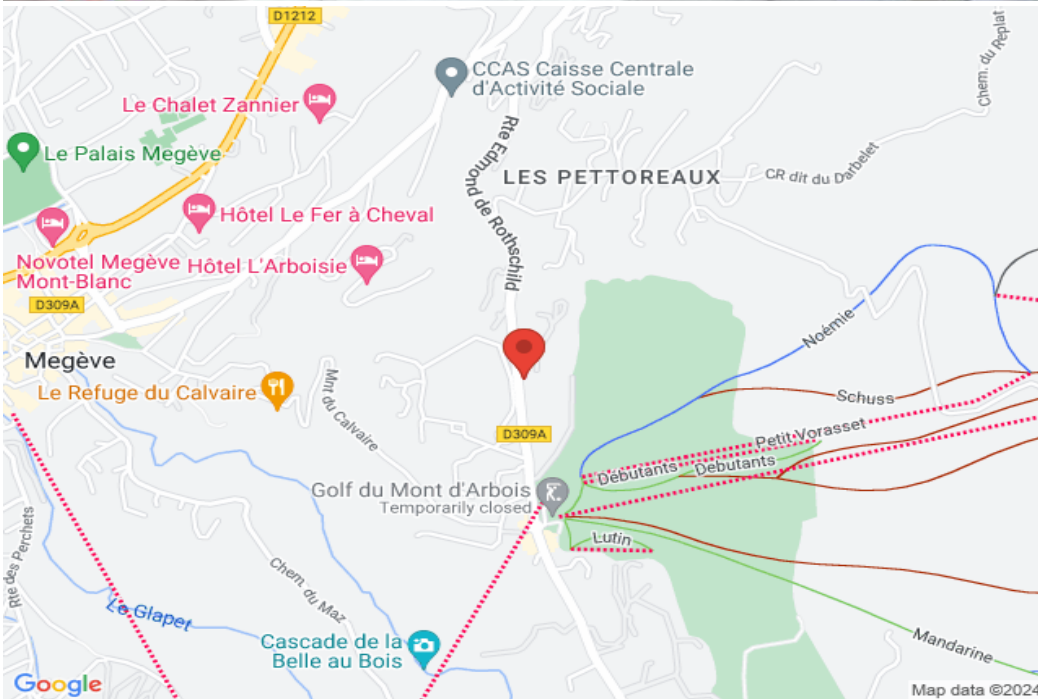 D1212
CCAS Caisse Centrale
d'Activité Sociale
Le Chalet Zannier
Chem. du Replat
Le Palais Megève
Rte Edmond de Rothschild
LES PETTOREAUX
CR dit du Darbelet
Hôtel Le Fer à Cheval
Novotel Megève
Mont-Blanc
Hôtel L'Arboisie
D309A
Noémie
Megève
Le Refuge du Calvaire
Mnt du Calvaire
Schuss
D309A
Petit Vorasset
Débutants
Débutants
Golf du Mont d'Arbois
Temporarily closed
Lutin
Rte des Perchets
Chem. du Maz
Le Glapet
Cascade de la
Belle au Bois
Mandarine
Google
Map data ©2024